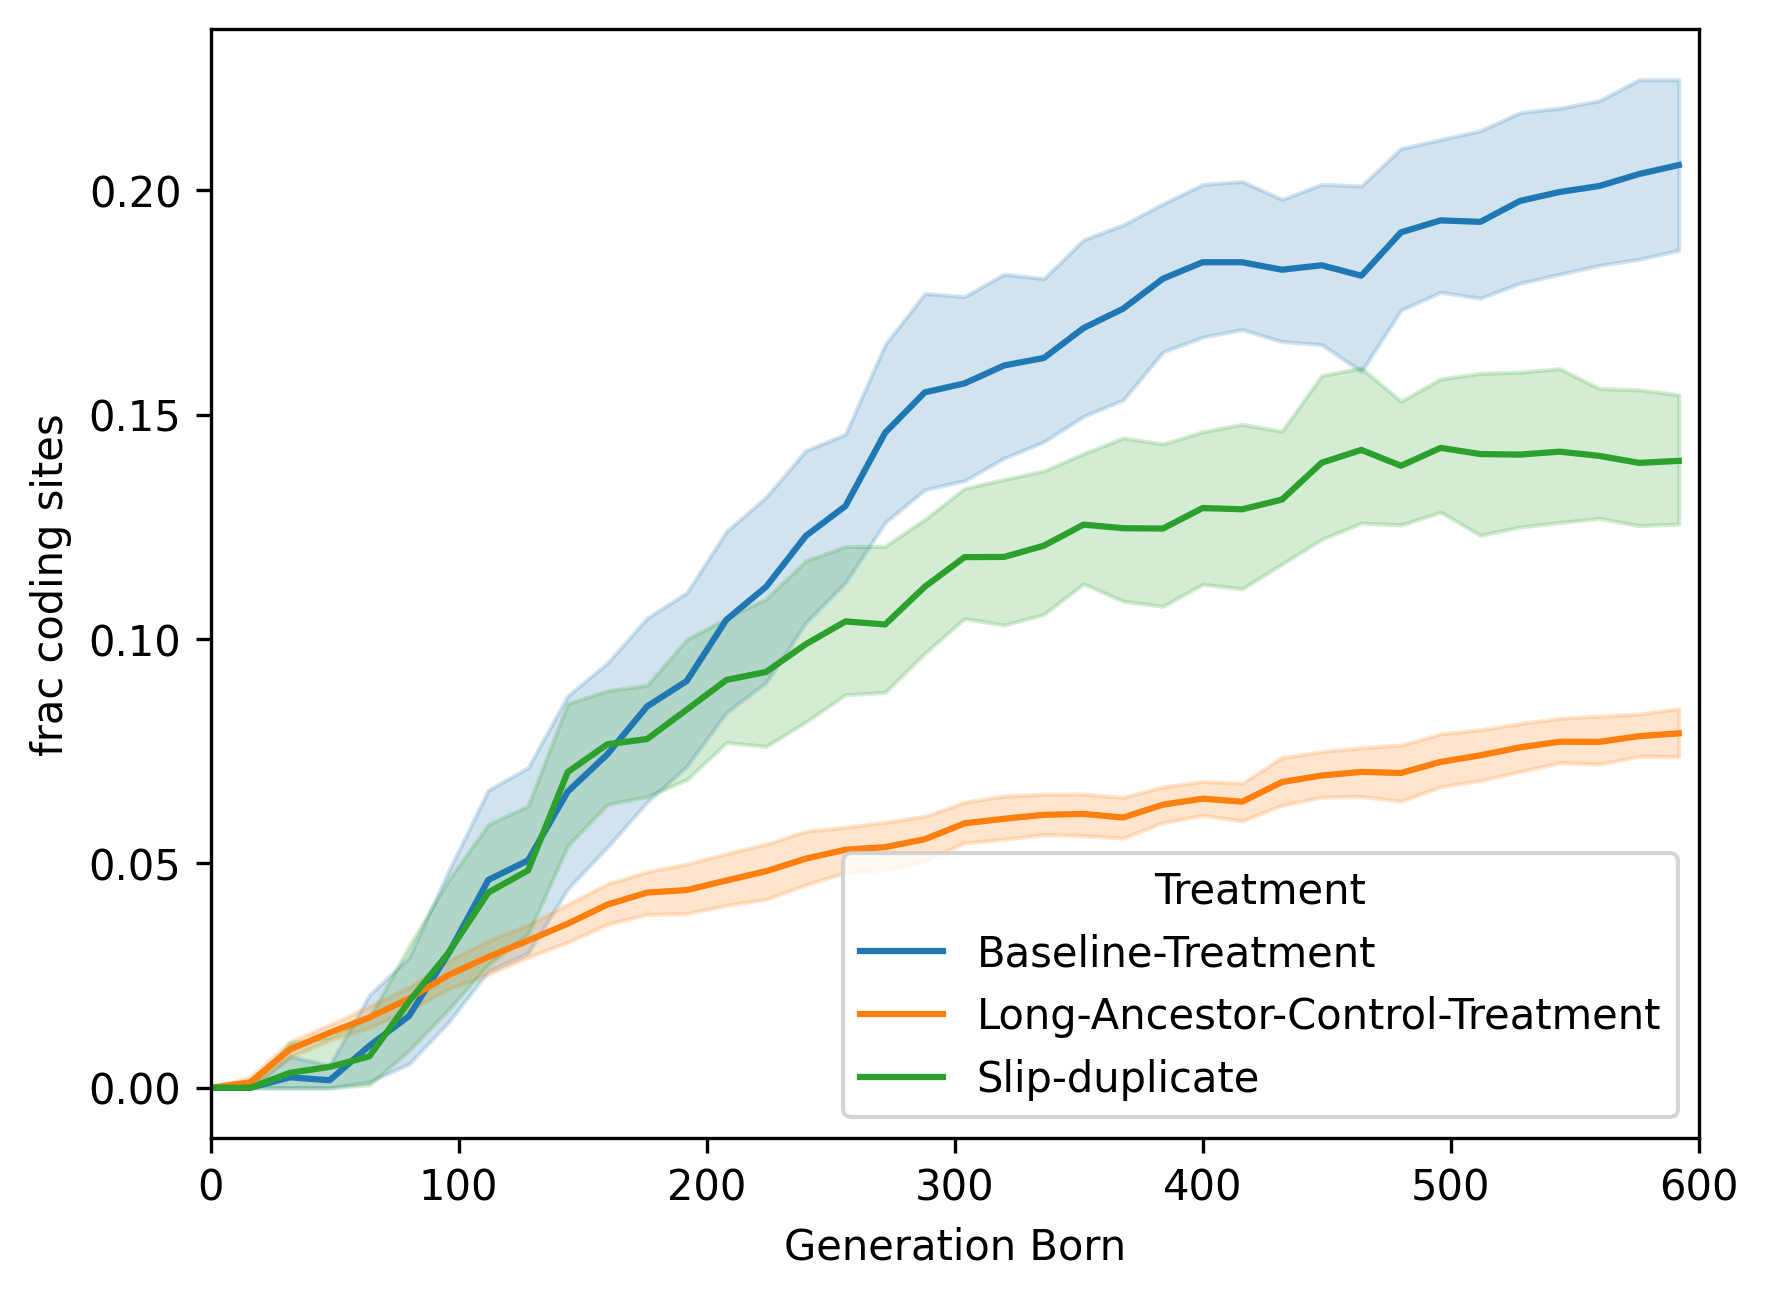 frac coding sites
0.20
0.15
0.10
0.05
0.00
0 100 200 300 400 500 600
Generation Born
Treatment
Baseline-Treatment
Long-Ancestor-Control-Treatment
Slip-duplicate